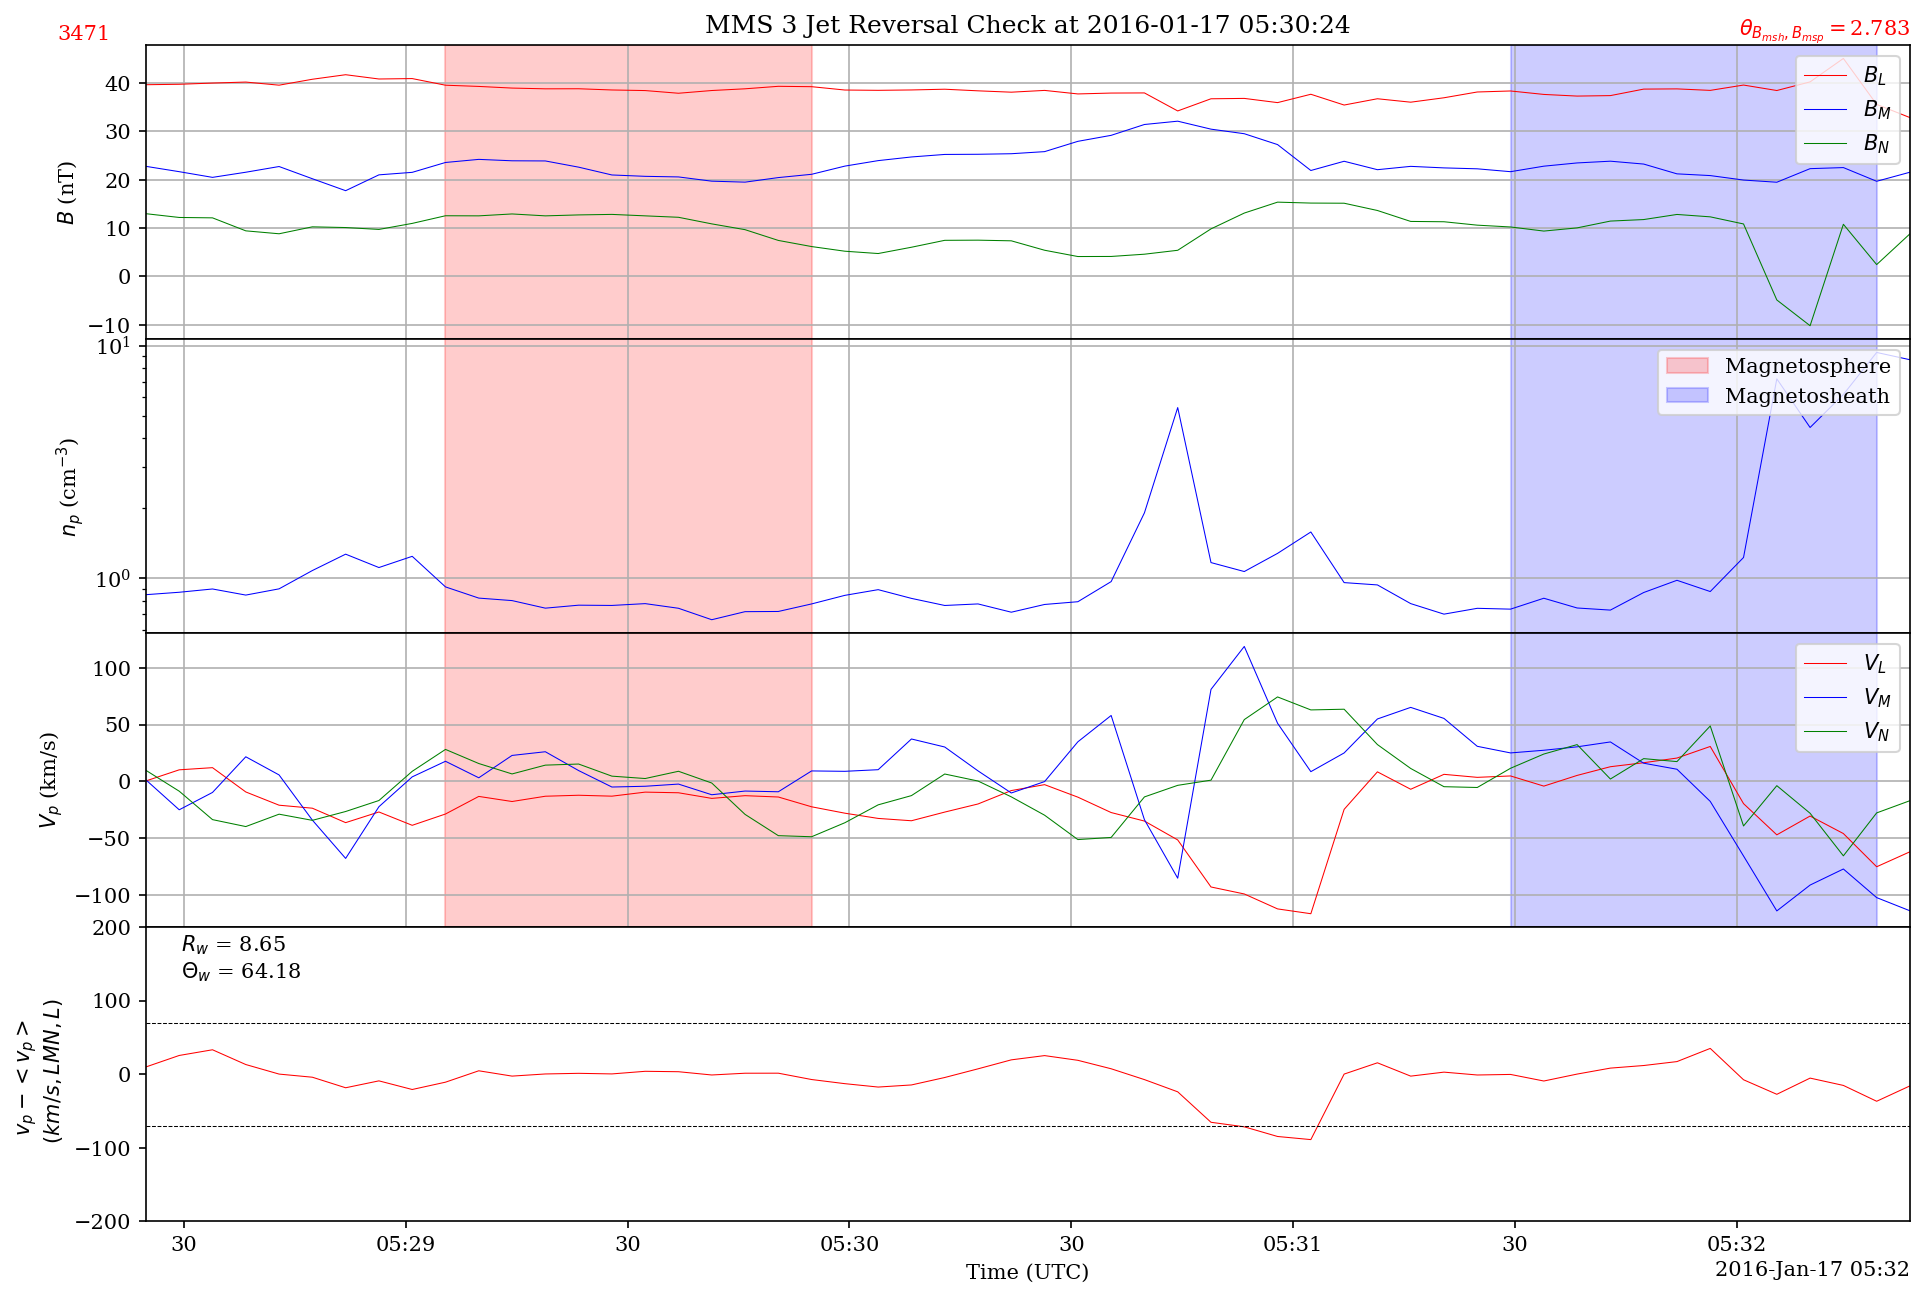 3471
MMS 3 Jet Reversal Check at 2016-01-17 05:30:24
θ_{B_{msh}, B_{msp}} = 2.783
B (nT)
40
30
20
10
0
−10
B_L
B_M
B_N
n_p (cm^{−3})
10^1
10^0
Magnetosphere
Magnetosheath
V_p (km/s)
100
50
0
−50
−100
V_L
V_M
V_N
v_p − < v_p >
(km/s, LMN, L)
200
100
0
−100
−200
R_w = 8.65
Θ_w = 64.18
30 05:29 30 05:30 30 05:31 30 05:32
Time (UTC)
2016-Jan-17 05:32